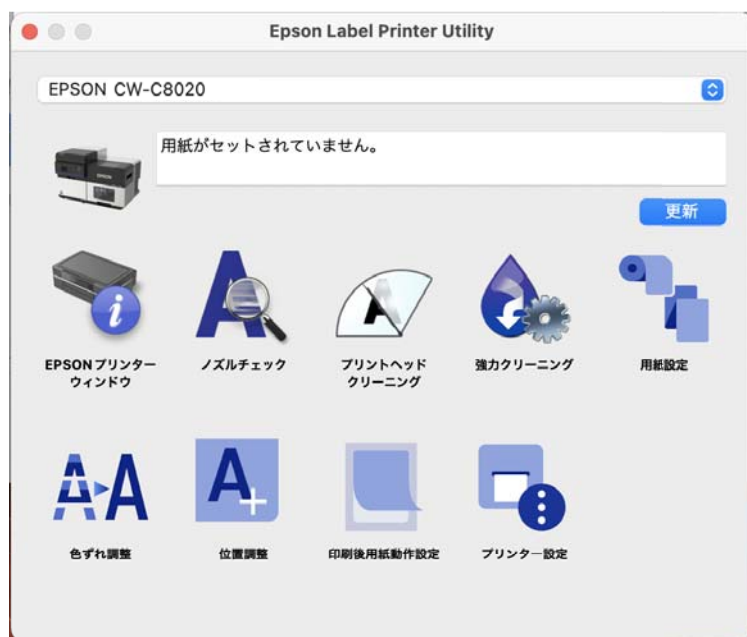 Epson Label Printer Utility
EPSON CW-C8020
用紙がセットされていません。
更新
EPSONプリンター
ウィンドウ
ノズルチェック
プリントヘッド
クリーニング
強力クリーニング
用紙設定
色ずれ調整
位置調整
印刷後用紙動作設定
プリンター設定